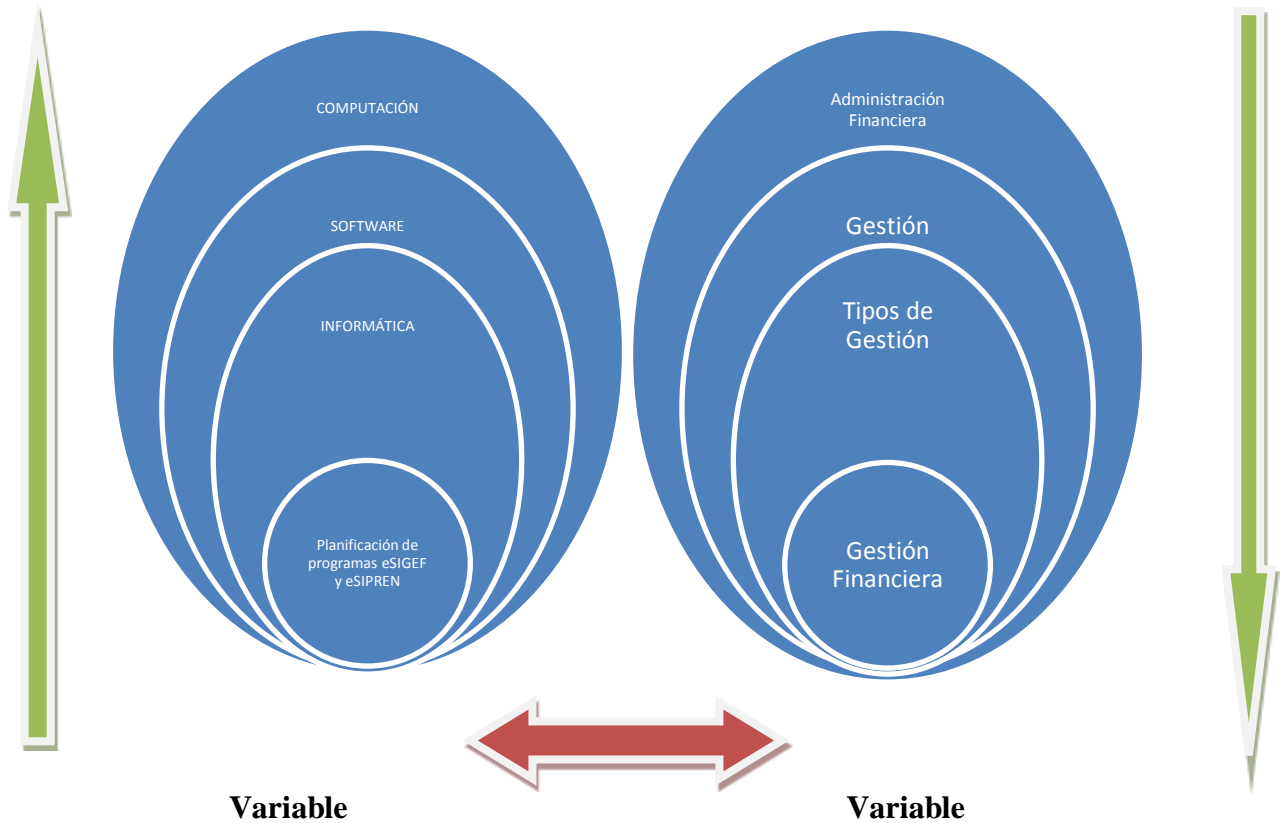 COMPUTACIÓN
SOFTWARE
INFORMÁTICA
Planificación de
programas eSIGEF
y eSIPREN
Administración
Financiera
Gestión
Tipos de
Gestión
Gestión
Financiera
Variable
Variable